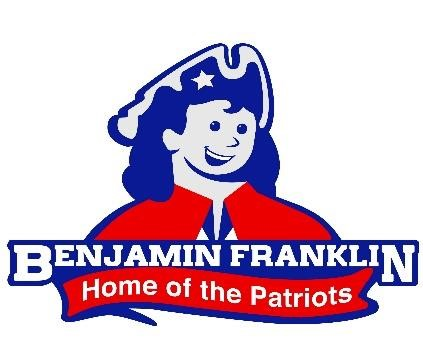 BENJAMIN FRANKLIN
Home of the Patriots